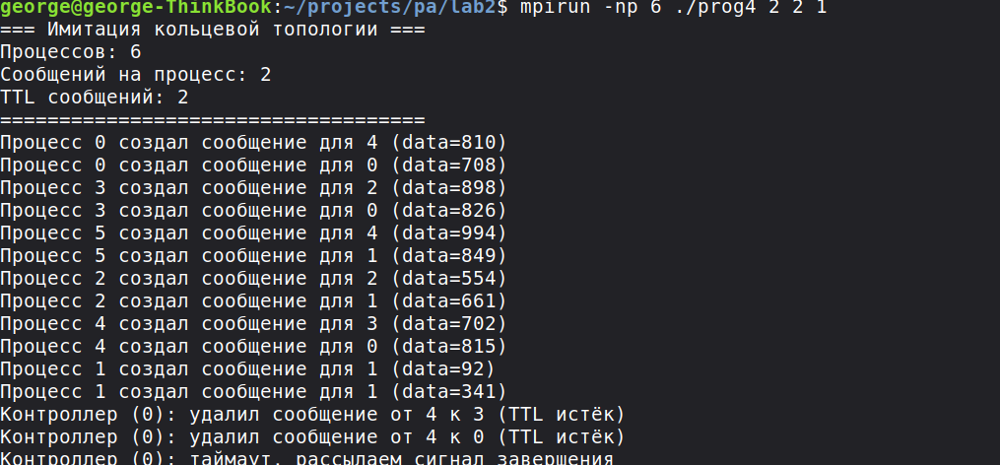 george@george-ThinkBook:~/projects/pa/lab2$ mpirun -np 6 ./prog4 2 2 1
=== Имитация кольцевой топологии ===
Процессов: 6
Сообщений на процесс: 2
TTL сообщений: 2
====================================
Процесс 0 создал сообщение для 4 (data=810)
Процесс 0 создал сообщение для 0 (data=708)
Процесс 3 создал сообщение для 2 (data=898)
Процесс 3 создал сообщение для 0 (data=826)
Процесс 5 создал сообщение для 4 (data=994)
Процесс 5 создал сообщение для 1 (data=849)
Процесс 2 создал сообщение для 2 (data=554)
Процесс 2 создал сообщение для 1 (data=661)
Процесс 4 создал сообщение для 3 (data=702)
Процесс 4 создал сообщение для 0 (data=815)
Процесс 1 создал сообщение для 1 (data=92)
Процесс 1 создал сообщение для 1 (data=341)
Контроллер (0): удалил сообщение от 4 к 3 (TTL истёк)
Контроллер (0): удалил сообщение от 4 к 0 (TTL истёк)
Контроллер (0): таймаут, рассылаем сигнал завершения